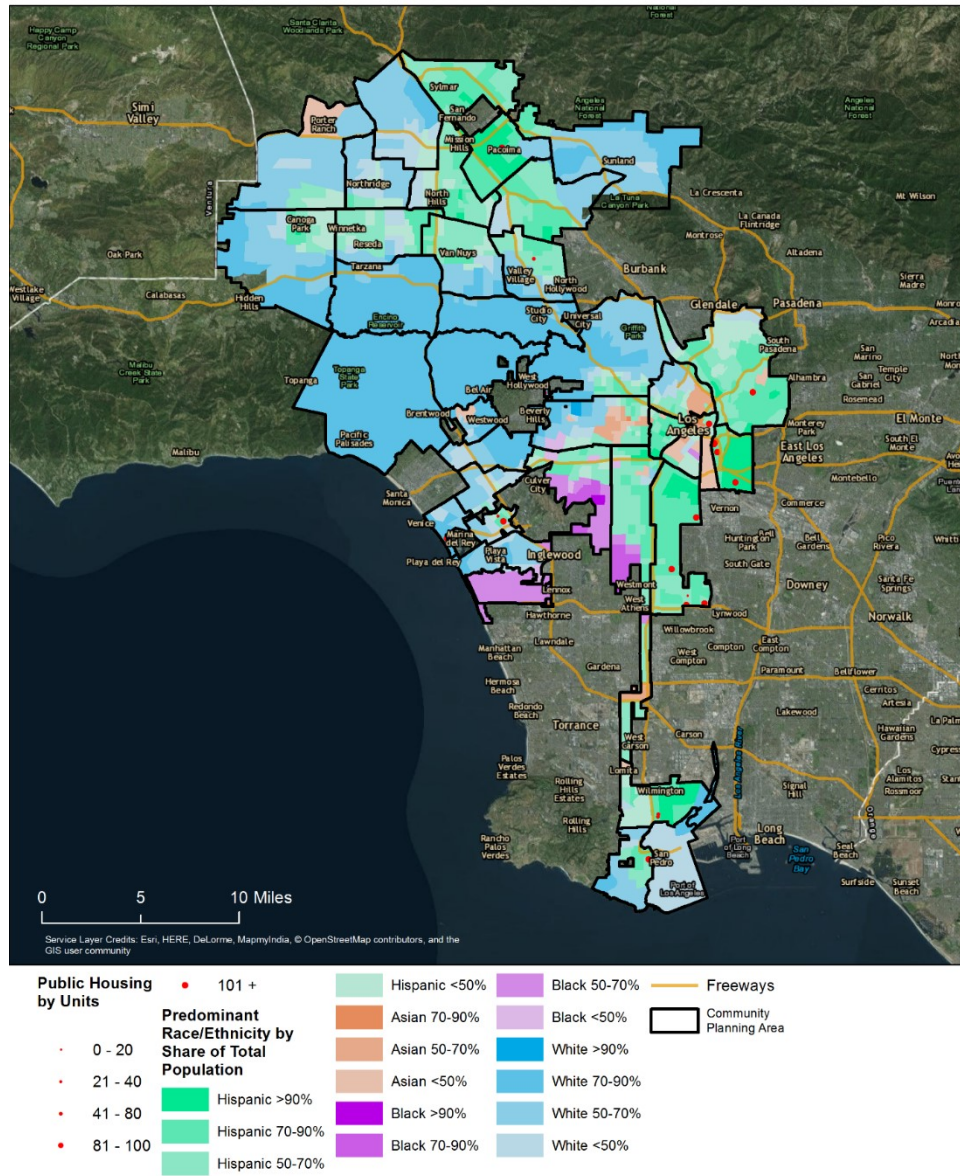 Happy Camp
Canyon
Regional Park
Santa Clarita
Woodlands Park
National
Forest
Sylmar
San
Fernando
Angeles
National
Forest
Angeles
National
Forest
Simi
Valley
Porter
Ranch
Mission
Hills
Pacoima
Sunland
Mt Wilson
Northridge
North
Hills
La Tuna
Canyon Park
La Crescenta
La Canada
Flintridge
Ventura
Canoga
Park
Winnetka
Reseda
Van Nuys
Montrose
Altadena
Oak Park
Tarzana
Valley
Village
Burbank
Sierra
Madre
Westlake
Village
Calabasas
Hidden
Hills
North
Hollywood
Glendale
Pasadena
Encino
Reservoir
Studio
City
Universal
City
Griffith
Park
Arcadia
South
Pasadena
San
Marino
Temple
City
San
Gabriel
Malibu
Creek State
Park
Topanga
State
Park
Topanga
Bel Air
West
Hollywood
Beverly
Hills
Alhambra
Rosemead
Brentwood
Westwood
Los
Angeles
Monterey
Park
El Monte
Pacific
Palisades
East Los
Angeles
South El
Monte
Malibu
Culver
City
Montebello
Santa
Monica
Vernon
Commerce
Venice
Marina
del Rey
Huntington
Park
Bell
Bell
Gardens
Pico
Rivera
Playa
Vista
Playa del Rey
Inglewood
South Gate
Downey
Santa Fe
Springs
Westmont
Lennox
West
Athens
Lynwood
Norwalk
Hawthorne
Willowbrook
Manhattan
Beach
Lawndale
Compton
East
Compton
West
Compton
Gardena
Paramount
Bellflower
Hermosa
Beach
Cerritos
Redondo
Beach
Lakewood
Artesia
Torrance
Carson
West
Carson
Hawaiian
Gardens
Palos
Verdes
Estates
Lomita
Los Angeles River
Los
Alamitos
Rolling
Hills
Estates
Wilmington
Signal
Hill
Rossmoor
Rolling
Hills
Orange
Rancho
Palos
Verdes
San
Pedro
Port
of Long
Beach
Long
Beach
San
Pedro
Bay
Seal
Beach
Port of
Los Angeles
Surfside
Sunset
Beach
0 5 10 Miles
Service Layer Credits: Esri, HERE, DeLorme, MapmyIndia, © OpenStreetMap contributors, and the
GIS user community
Public Housing
by Units
0 - 20
21 - 40
41 - 80
81 - 100
101 +
Predominant
Race/Ethnicity by
Share of Total
Population
Hispanic >90%
Hispanic 70-90%
Hispanic 50-70%
Hispanic <50%
Asian 70-90%
Asian 50-70%
Asian <50%
Black >90%
Black 70-90%
Black 50-70%
Black <50%
White >90%
White 70-90%
White 50-70%
White <50%
Freeways
Community
Planning Area